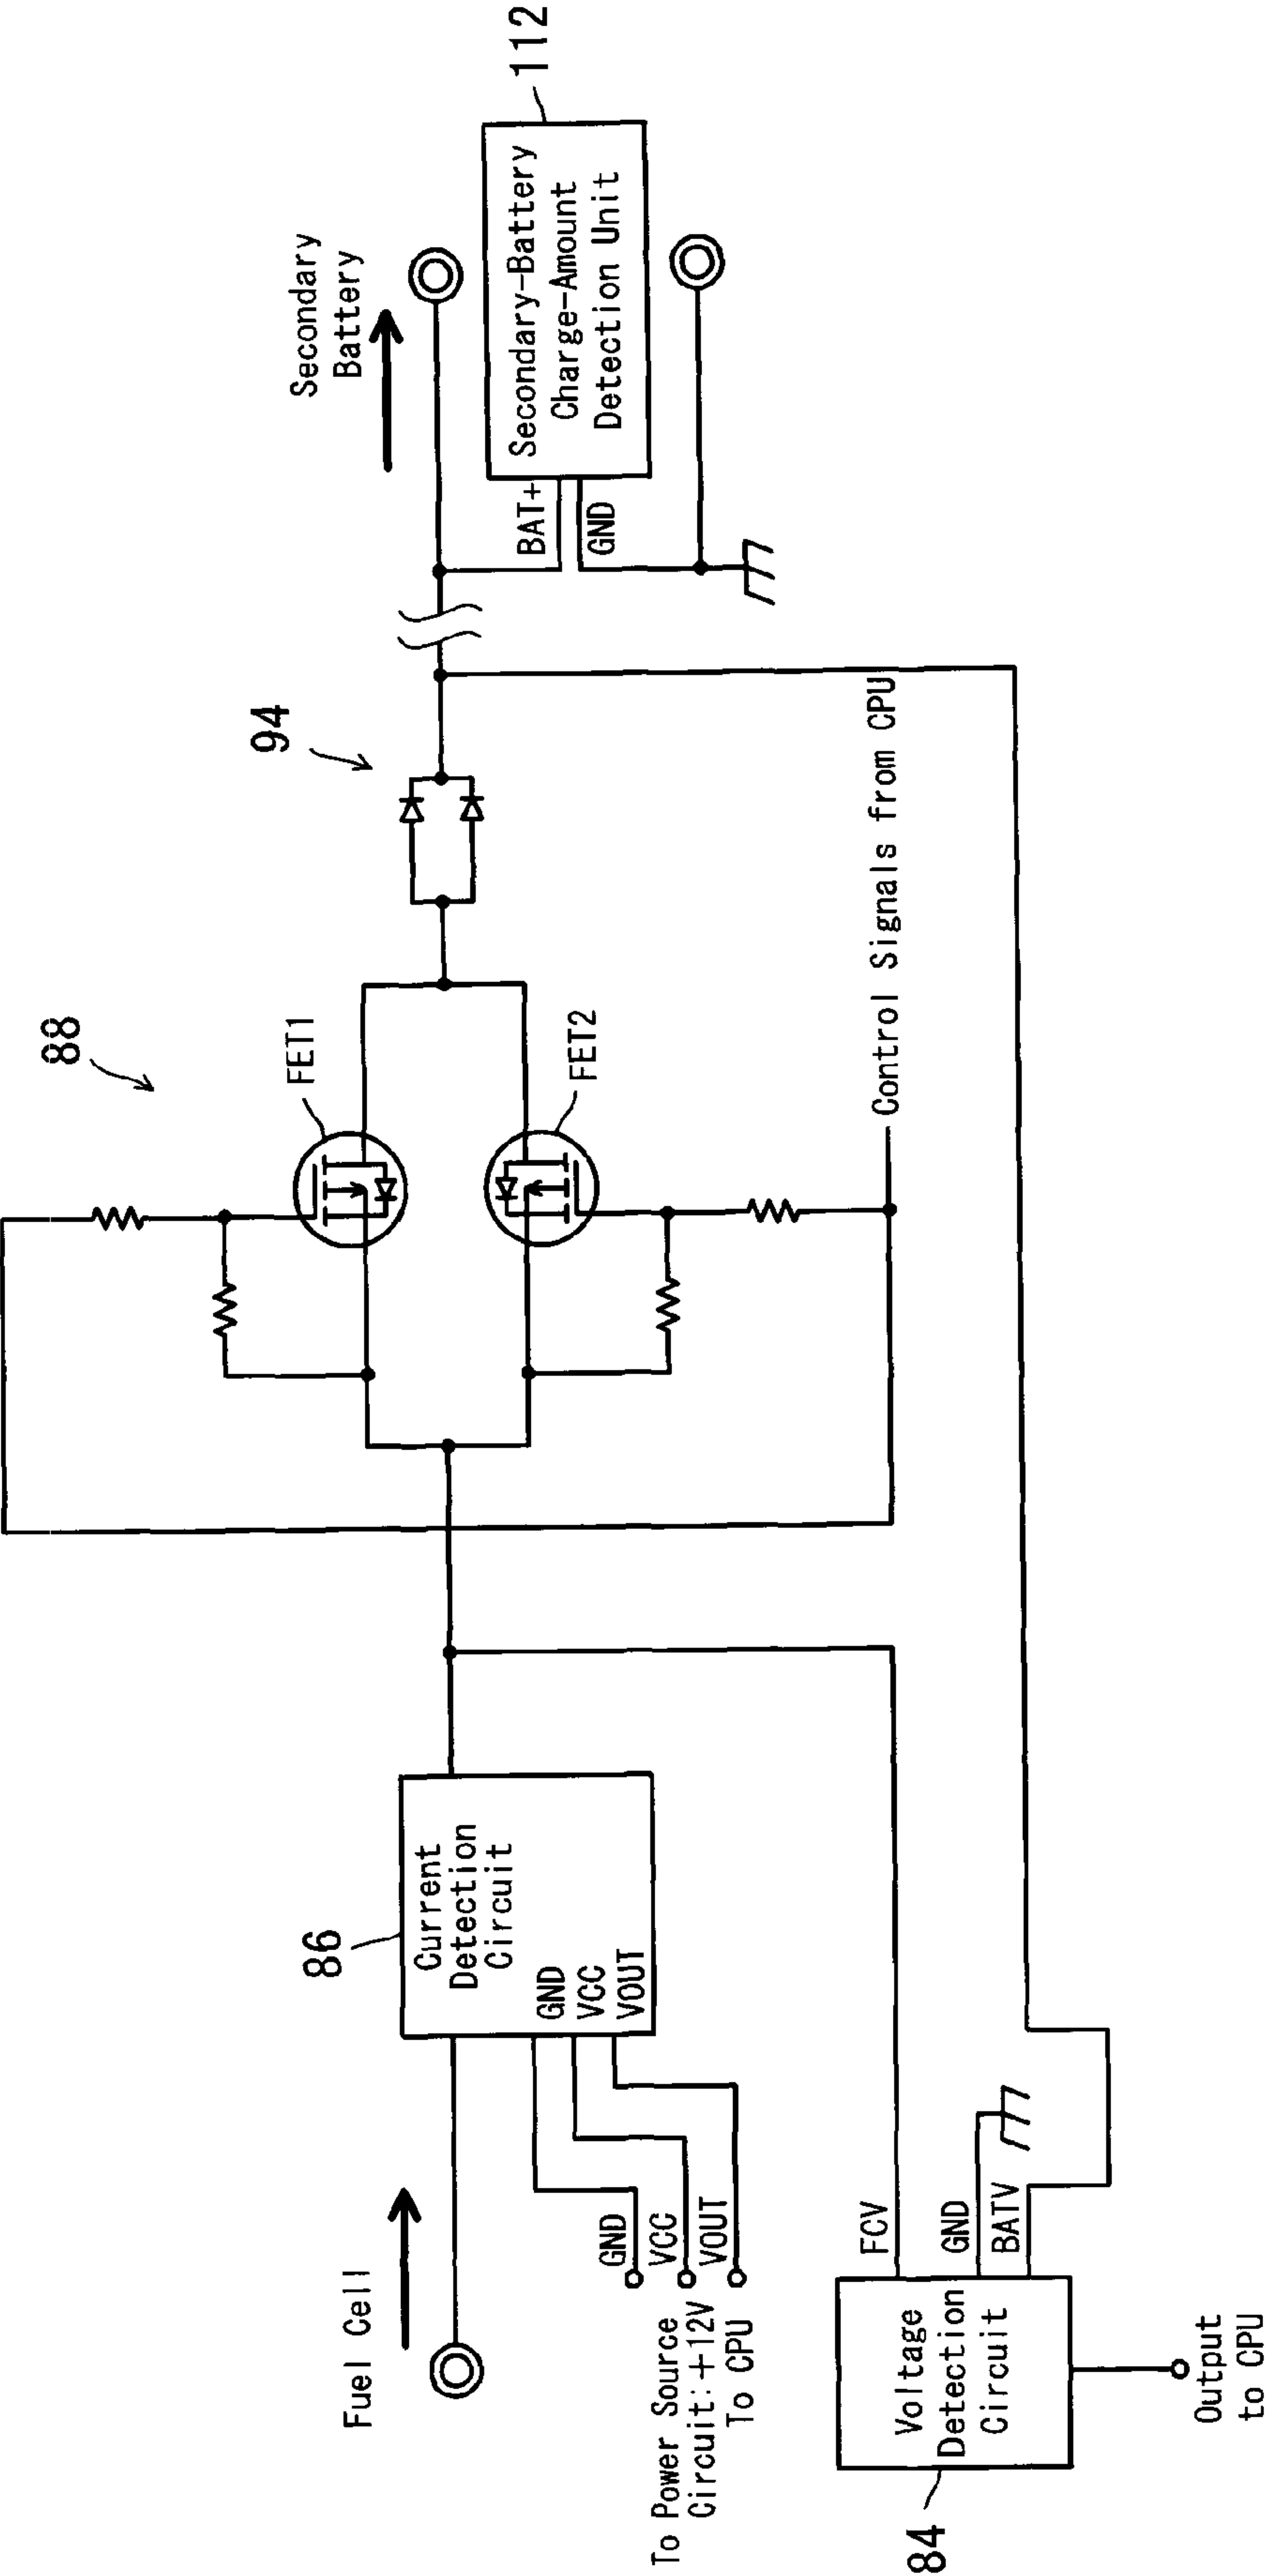 88
94
112
Secondary
Battery
FET1
FET2
BAT+
GND
Secondary-Battery
Charge-Amount
Detection Unit
Control Signals from CPU
86
Current
Detection
Circuit
GND
VCC
VOUT
Fuel Cell
GND
VCC
VOUT
To Power Source
Circuit:+12V
To CPU
FCV
GND
BATV
Voltage
Detection
Circuit
84
Output
to CPU